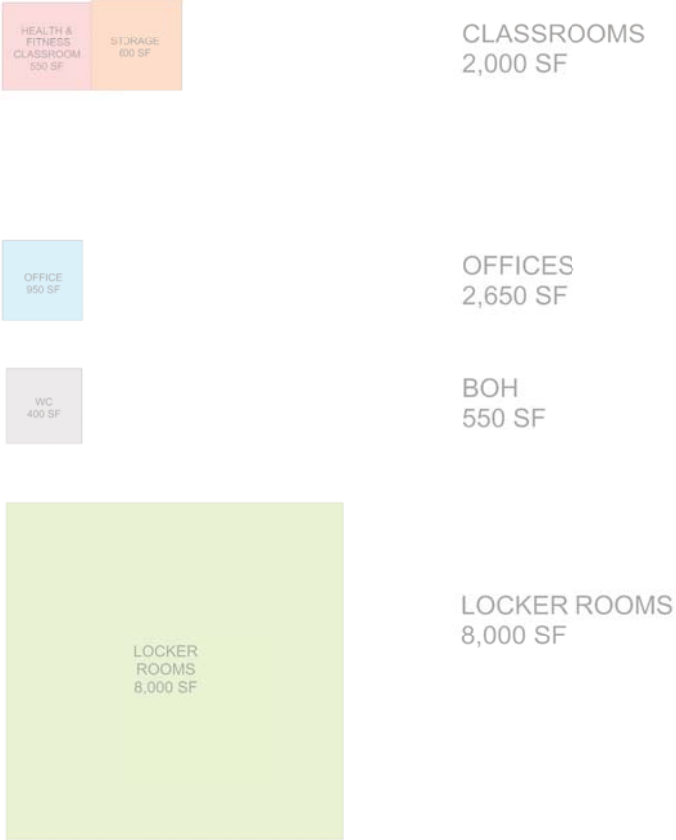 HEALTH &
FITNESS
CLASSROOM
550 SF
STORAGE
600 SF
CLASSROOMS
2,000 SF
OFFICE
950 SF
OFFICES
2,650 SF
WC
400 SF
BOH
550 SF
LOCKER
ROOMS
8,000 SF
LOCKER ROOMS
8,000 SF